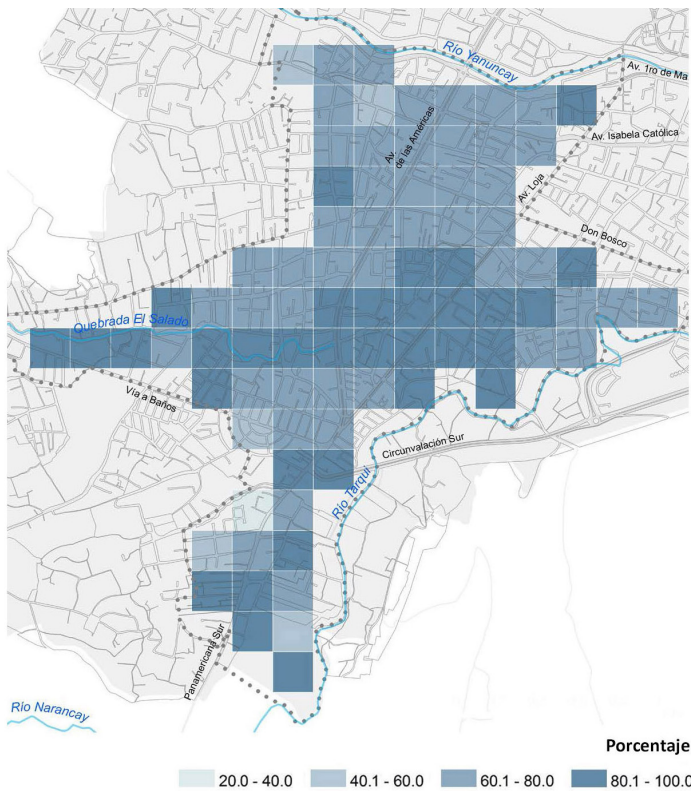 Río Yanuncay
Av. 1ro de Ma
Av.
de las Américas
Av. Isabela Católica
Av. Loja
Don Bosco
Quebrada El Salado
Vía a Baños
Circunvalación Sur
Río Tarqui
Panamericana Sur
Río Narancay
Porcentaje
20.0 - 40.0
40.1 - 60.0
60.1 - 80.0
80.1 - 100.0